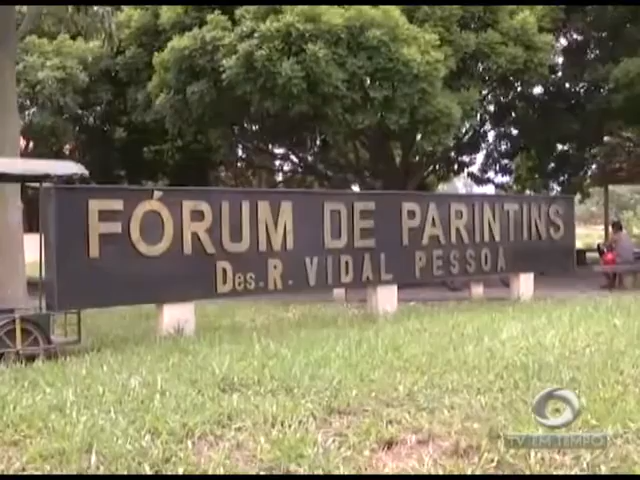 FÓRUM DE PARINTINS
Des. R. VIDAL PESSOA
TV EM TEMPO